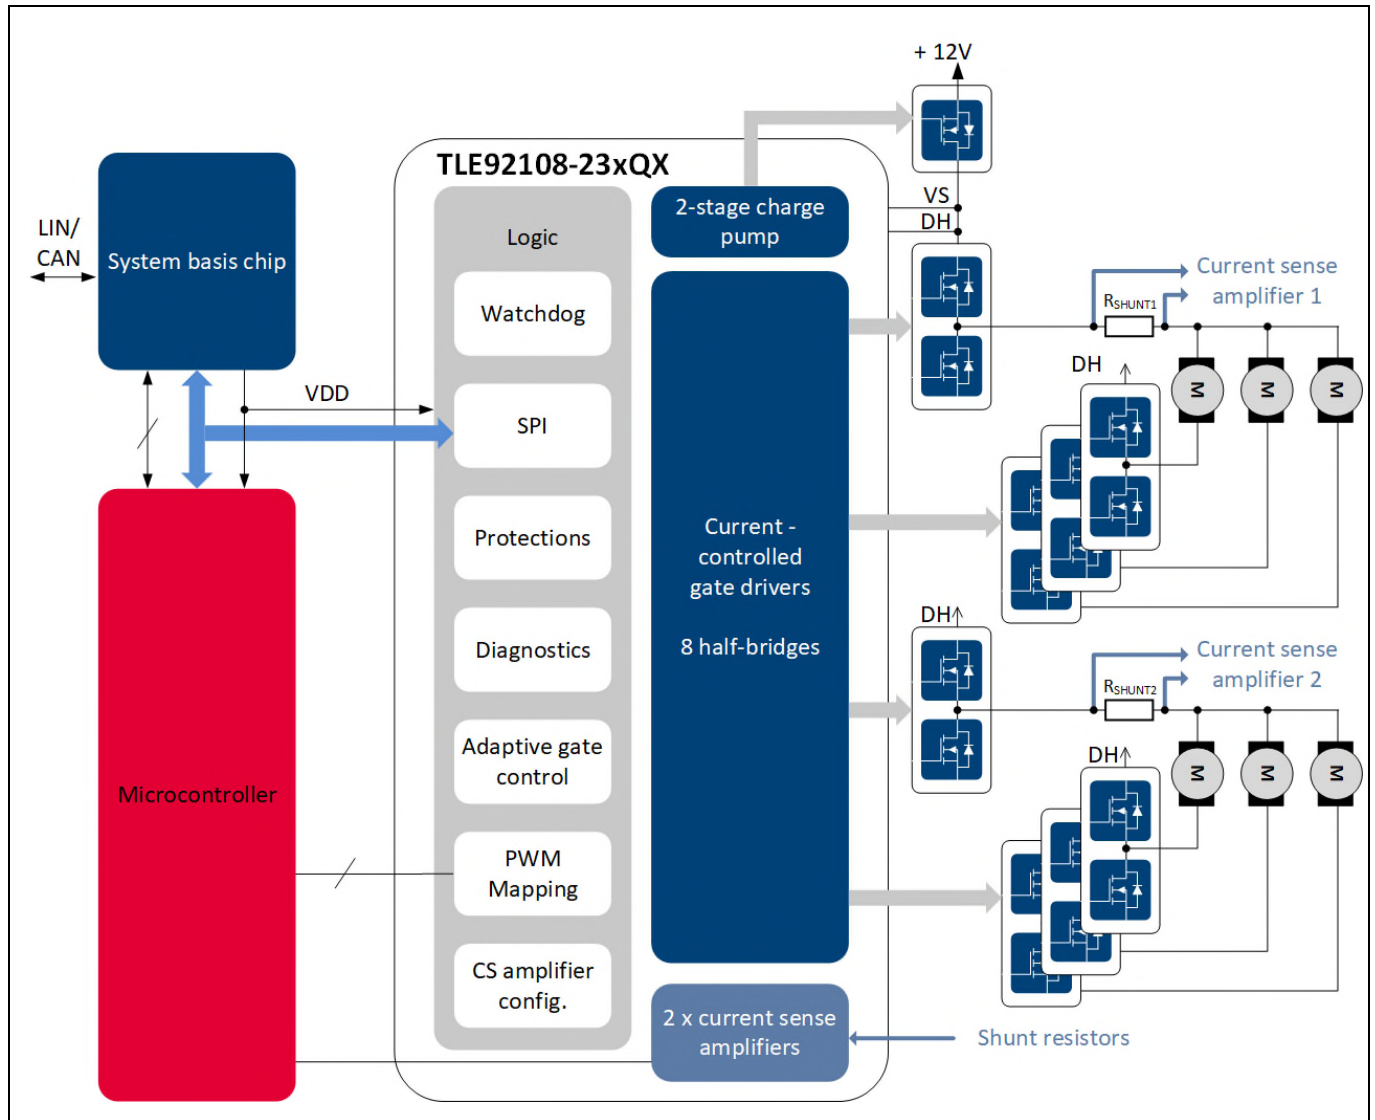 + 12V
TLE92108-23xQX
LIN/
CAN
System basis chip
Logic
2-stage charge
pump
VS
DH
Watchdog
Current sense
amplifier 1
RSHUNT1
DH
M
M
M
VDD
SPI
Protections
Current -
controlled
gate drivers
8 half-bridges
DH
Diagnostics
Current sense
amplifier 2
RSHUNT2
DH
M
M
M
Adaptive gate
control
Microcontroller
PWM
Mapping
CS amplifier
config.
2 x current sense
amplifiers
Shunt resistors